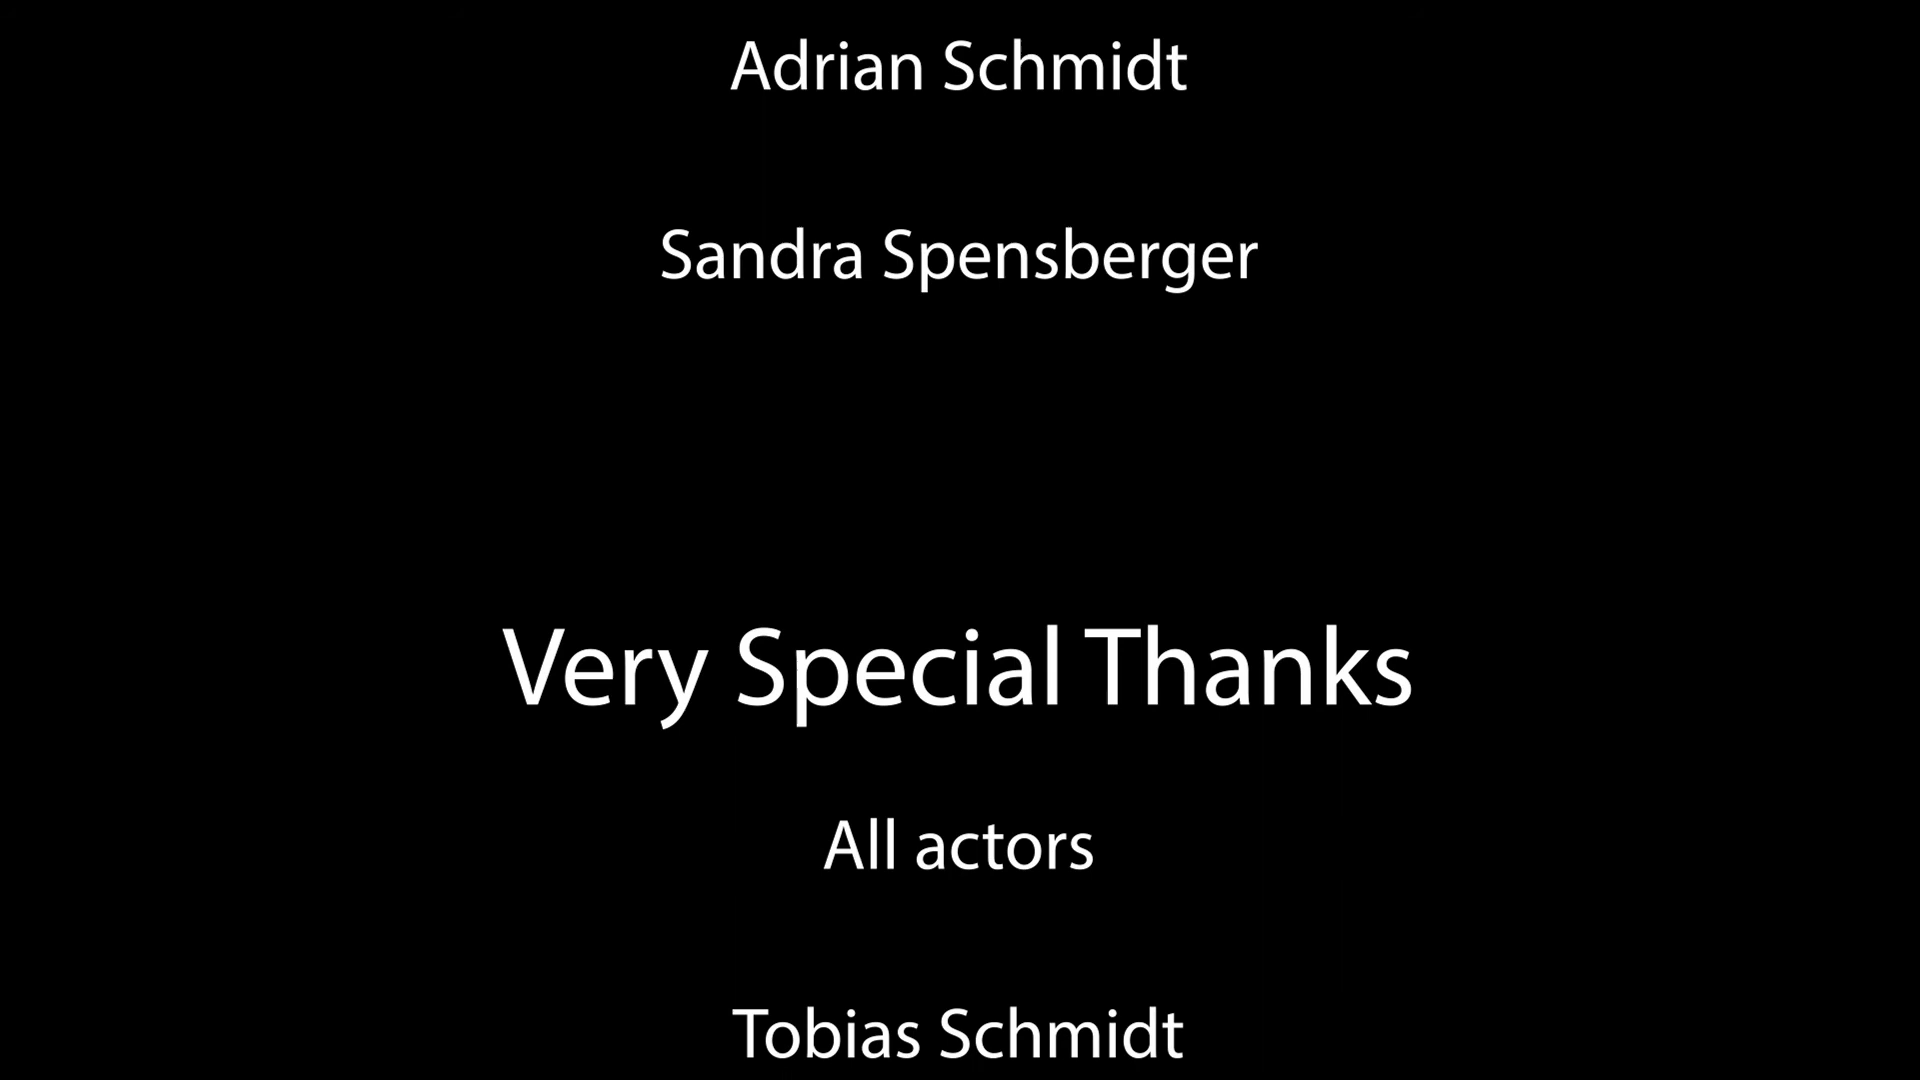 Adrian Schmidt
Sandra Spensberger
Very Special Thanks
All actors
Tobias Schmidt